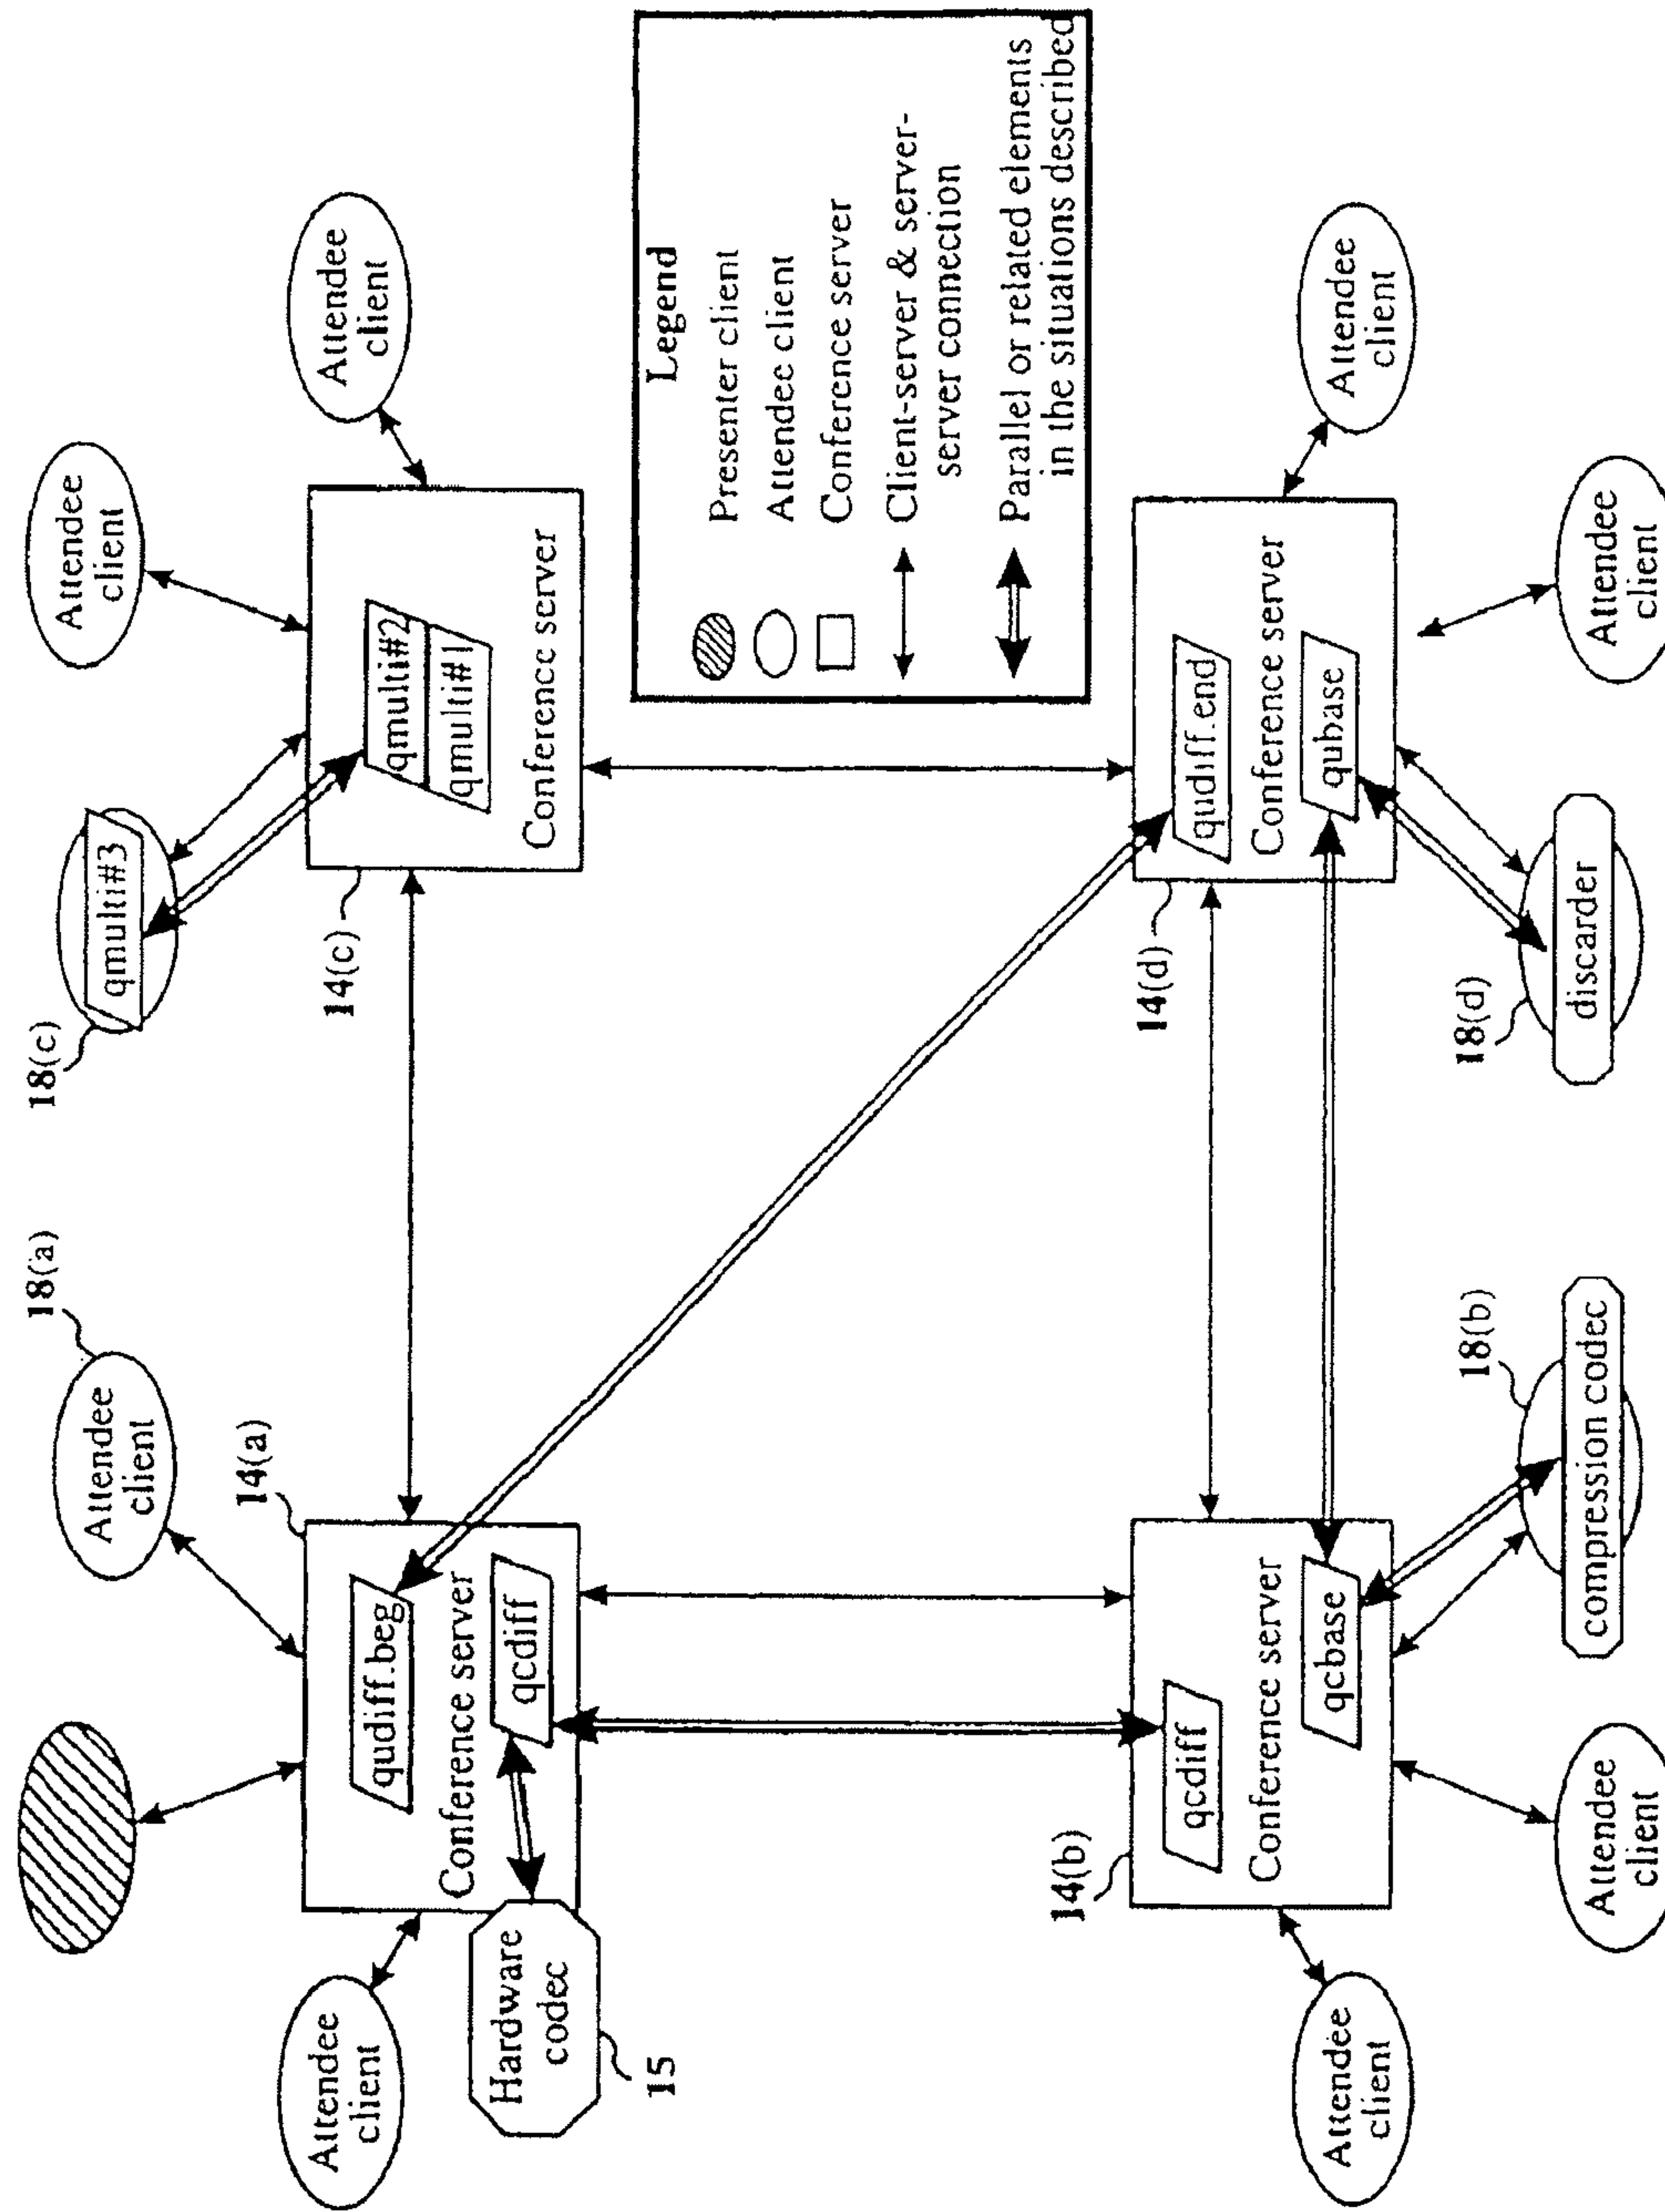 Attendee
client
18(a)
18(c)
qmulti#3
Attendee
client
Attendee
client
14(a)
qudiff.beg
Conference server
qcdiff
Hardware
codec
15
14(c)
qmulti#2
qmulti#1
Conference server
Attendee
client
Attendee
client
Legend
Presenter client
Attendee client
Conference server
Client-server & server-
server connection
Parallel or related elements
in the situations described
14(b)
qcdiff
Conference server
qcbase
14(d)
qudiff.end
Conference server
qubase
Attendee
client
Attendee
client
18(b)
compression codec
18(d)
discarder
Attendee
client
Attendee
client